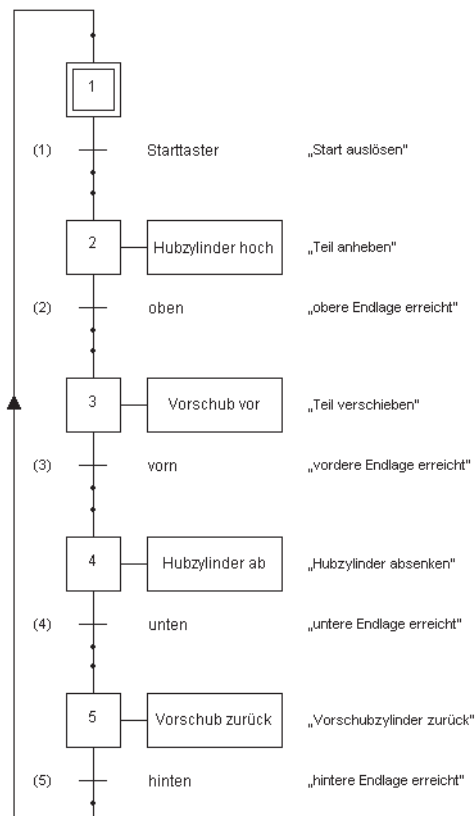 1
(1) Starttaster „Start auslösen"
2 Hubzylinder hoch „Teil anheben"
(2) oben „obere Endlage erreicht"
3 Vorschub vor „Teil verschieben"
(3) vorn „vordere Endlage erreicht"
4 Hubzylinder ab „Hubzylinder absenken"
(4) unten „untere Endlage erreicht"
5 Vorschub zurück „Vorschubzylinder zurück"
(5) hinten „hintere Endlage erreicht"